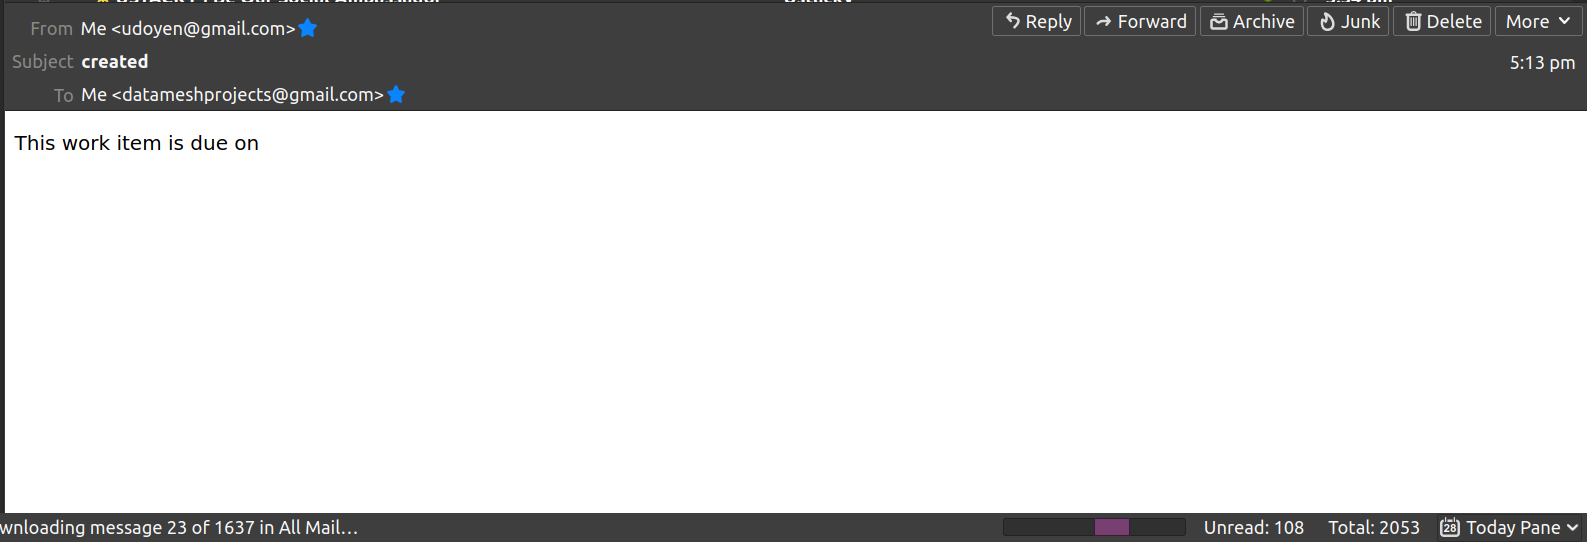 From Me <udoyen@gmail.com> Reply Forward Archive Junk Delete More
Subject created 5:13 pm
To Me <datameshprojects@gmail.com>
This work item is due on
wnloading message 23 of 1637 in All Mail… Unread: 108 Total: 2053 28 Today Pane